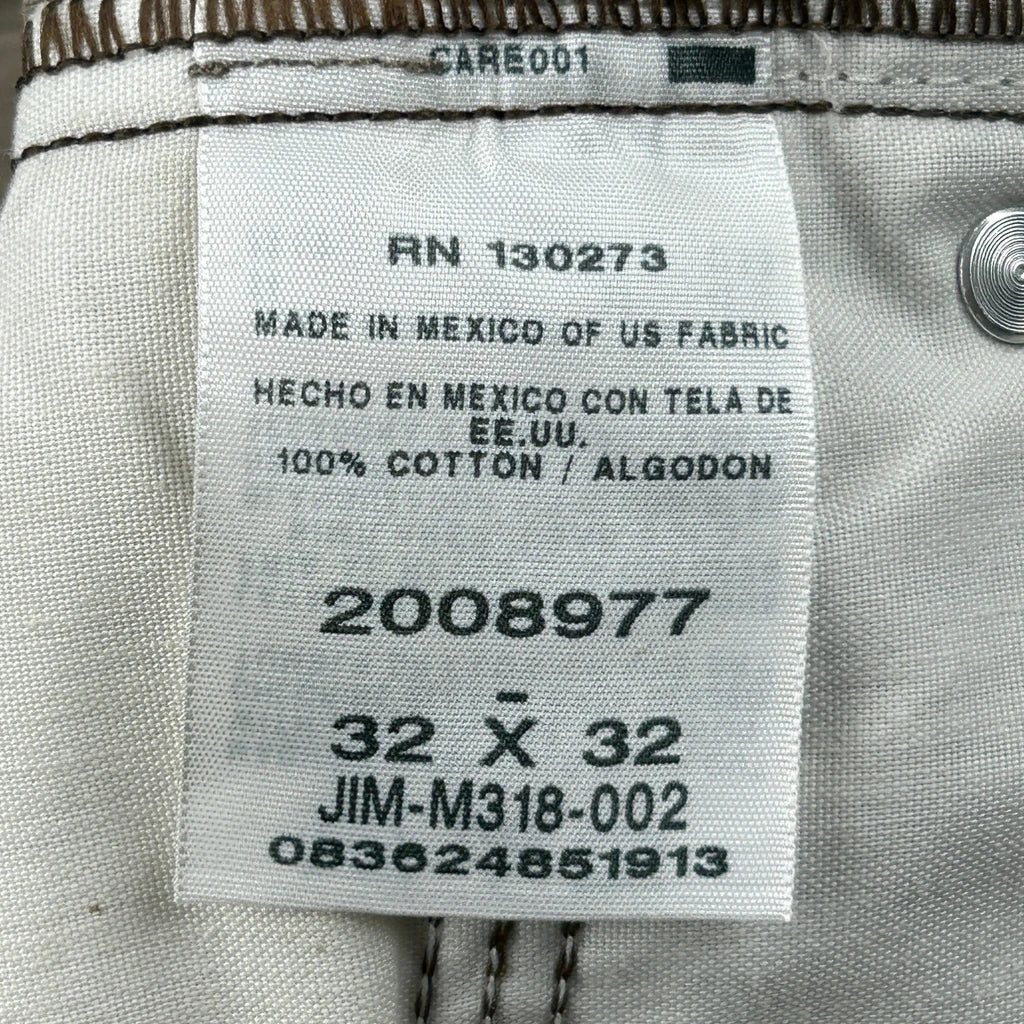 CARE001
RN 130273
MADE IN MEXICO OF US FABRIC
HECHO EN MEXICO CON TELA DE
EE.UU.
100% COTTON / ALGODON
2008977
-
32 X 32
JIM-M318-002
083624851913